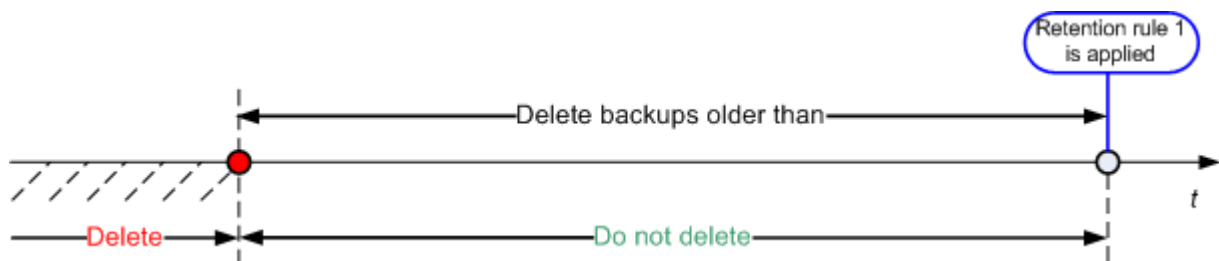 Retention rule 1
is applied
Delete backups older than
t
Delete
Do not delete